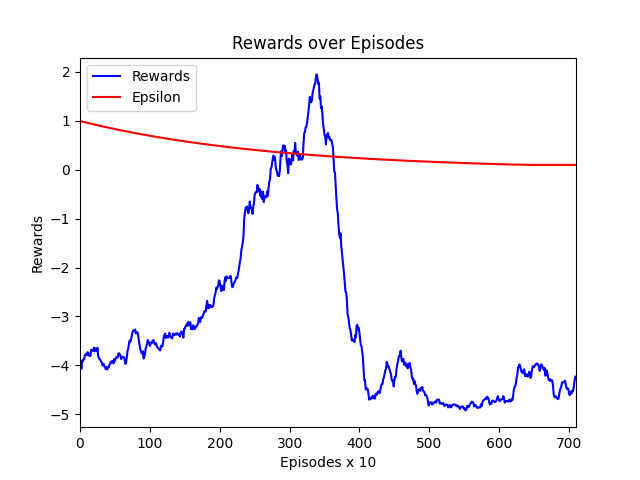 Rewards over Episodes
Rewards
Epsilon
2
1
0
−1
−2
−3
−4
−5
Rewards
0 100 200 300 400 500 600 700
Episodes x 10